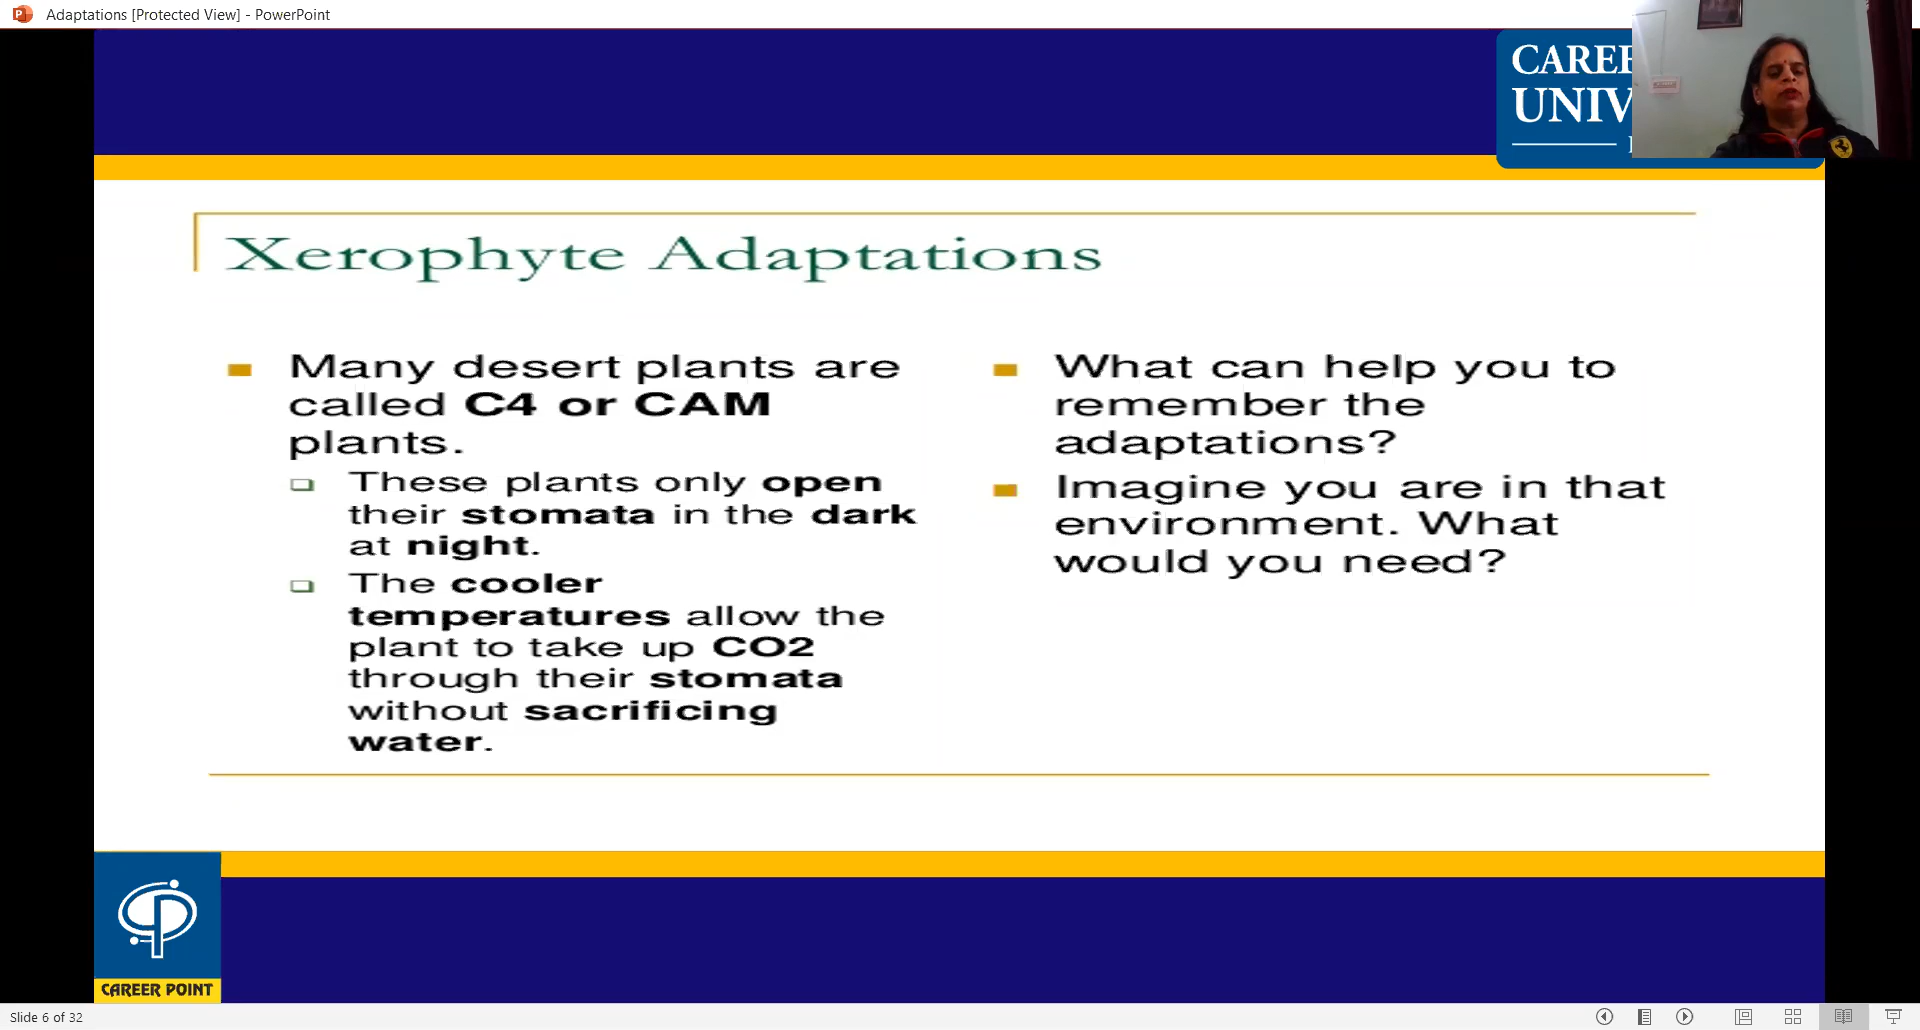 Adaptations [Protected View] - PowerPoint
Xerophyte Adaptations
Many desert plants are
called C4 or CAM
plants.
These plants only open
their stomata in the dark
at night.
The cooler
temperatures allow the
plant to take up CO2
through their stomata
without sacrificing
water.
What can help you to
remember the
adaptations?
Imagine you are in that
environment. What
would you need?
CAREER POINT
Slide 6 of 32